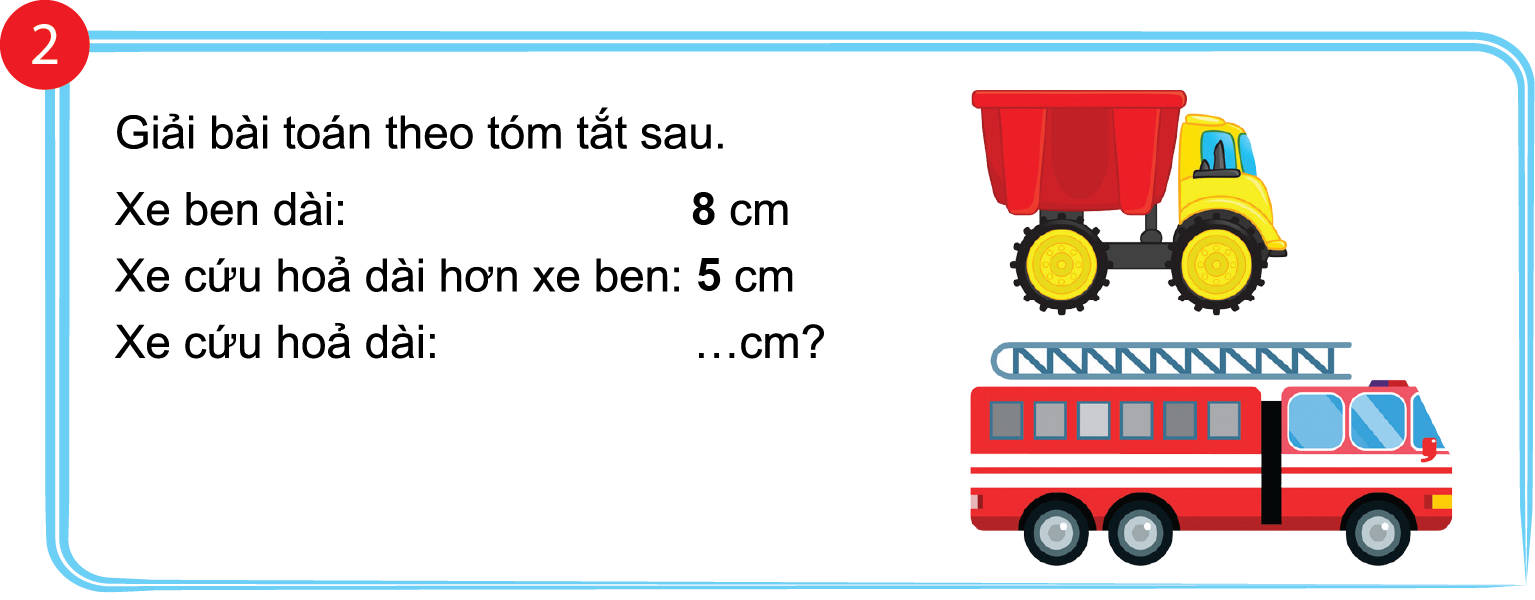 2
Giải bài toán theo tóm tắt sau.
Xe ben dài: 8 cm
Xe cứu hoả dài hơn xe ben: 5 cm
Xe cứu hoả dài: …cm?